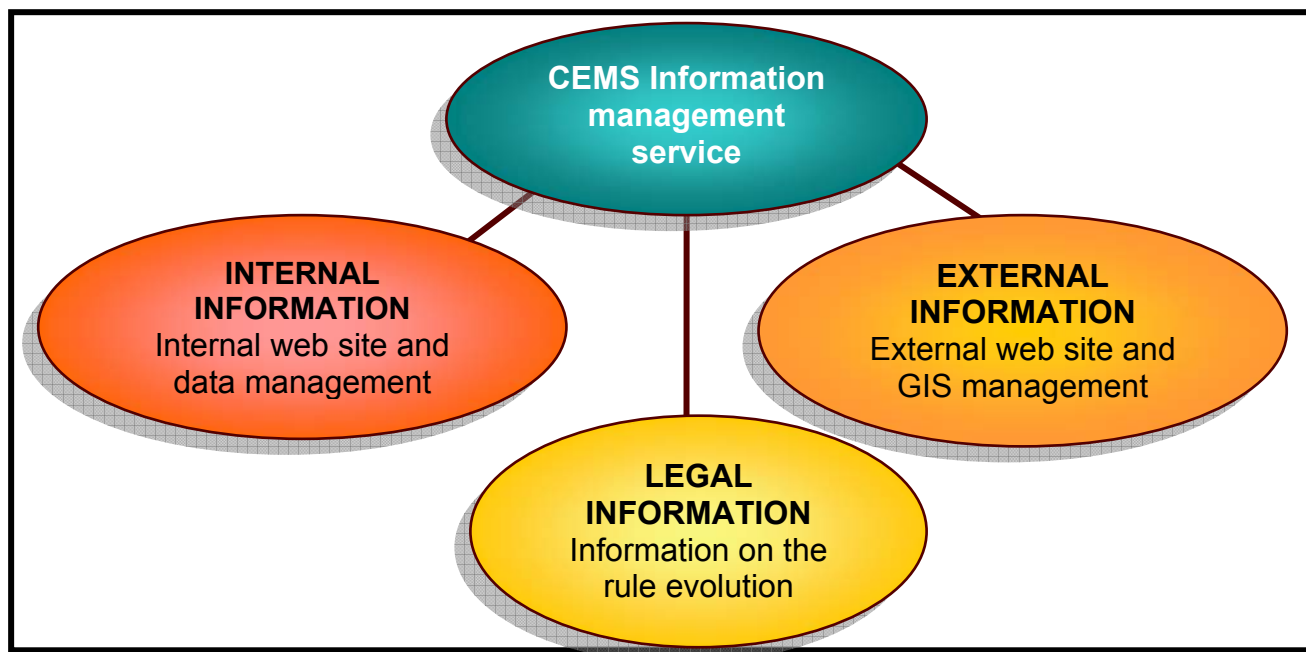 CEMS Information
management
service
INTERNAL
INFORMATION
Internal web site and
data management
EXTERNAL
INFORMATION
External web site and
GIS management
LEGAL
INFORMATION
Information on the
rule evolution